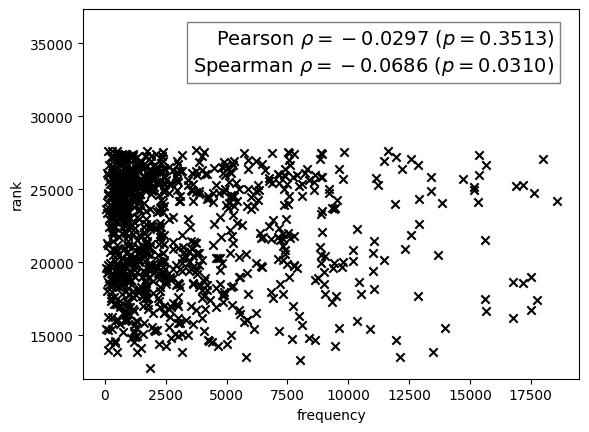 Pearson ρ = −0.0297 (p = 0.3513)
Spearman ρ = −0.0686 (p = 0.0310)
35000
30000
25000
20000
15000
rank
0 2500 5000 7500 10000 12500 15000 17500
frequency